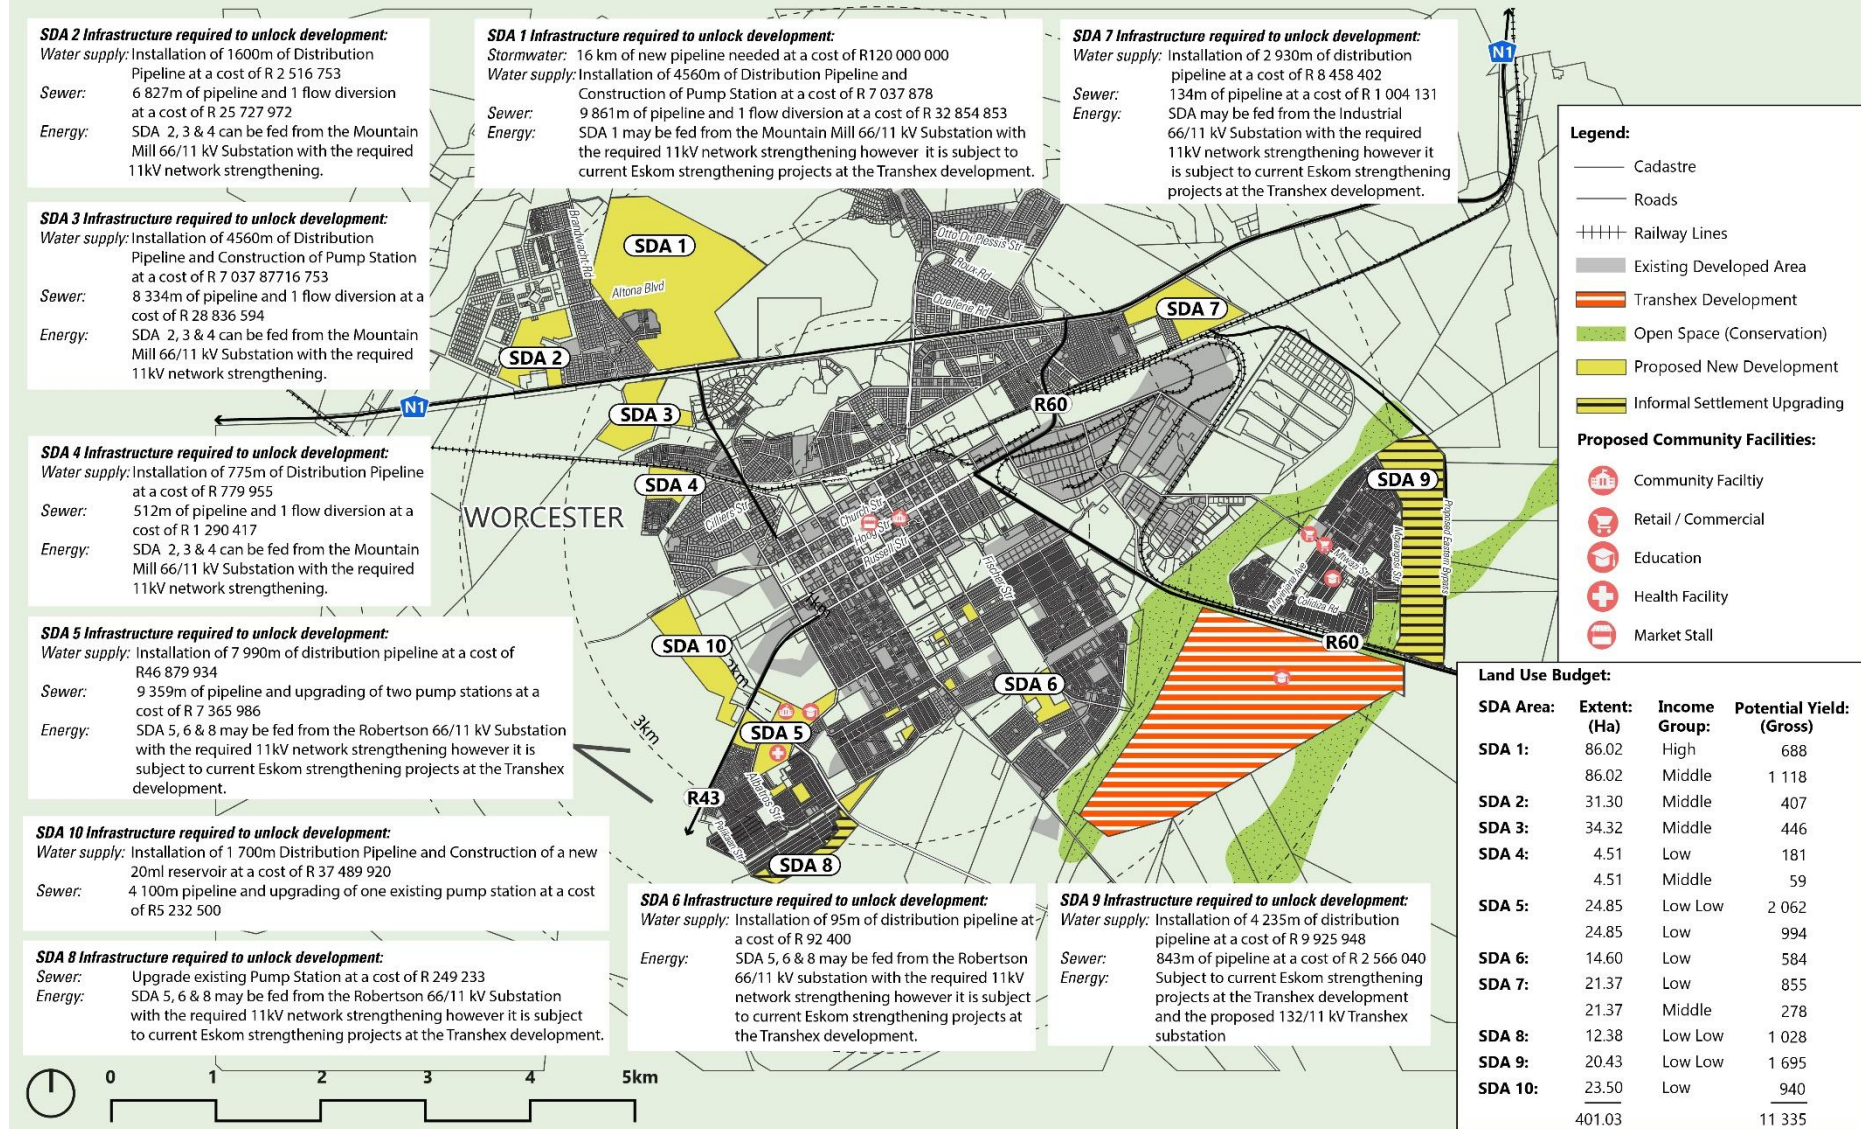 SDA 2 Infrastructure required to unlock development:
Water supply: Installation of 1600m of Distribution
Pipeline at a cost of R 2 516 753
Sewer: 6 827m of pipeline and 1 flow diversion
at a cost of R 25 727 972
Energy: SDA 2, 3 & 4 can be fed from the Mountain
Mill 66/11 kV Substation with the required
11kV network strengthening.
SDA 1 Infrastructure required to unlock development:
Stormwater: 16 km of new pipeline needed at a cost of R120 000 000
Water supply: Installation of 4560m of Distribution Pipeline and
Construction of Pump Station at a cost of R 7 037 878
Sewer: 9 861m of pipeline and 1 flow diversion at a cost of R 32 854 853
Energy: SDA 1 may be fed from the Mountain Mill 66/11 kV Substation with
the required 11kV network strengthening however it is subject to
current Eskom strengthening projects at the Transhex development.
SDA 7 Infrastructure required to unlock development:
Water supply: Installation of 2 930m of distribution
pipeline at a cost of R 8 458 402
Sewer: 134m of pipeline at a cost of R 1 004 131
Energy: SDA may be fed from the Industrial
66/11 kV Substation with the required
11kV network strengthening however it
is subject to current Eskom strengthening
projects at the Transhex development.
N1
SDA 3 Infrastructure required to unlock development:
Water supply: Installation of 4560m of Distribution
Pipeline and Construction of Pump Station
at a cost of R 7 037 87716 753
Sewer: 8 334m of pipeline and 1 flow diversion at a
cost of R 28 836 594
Energy: SDA 2, 3 & 4 can be fed from the Mountain
Mill 66/11 kV Substation with the required
11kV network strengthening.
SDA 4 Infrastructure required to unlock development:
Water supply: Installation of 775m of Distribution Pipeline
at a cost of R 779 955
Sewer: 512m of pipeline and 1 flow diversion at a
cost of R 1 290 417
Energy: SDA 2, 3 & 4 can be fed from the Mountain
Mill 66/11 kV Substation with the required
11kV network strengthening.
SDA 5 Infrastructure required to unlock development:
Water supply: Installation of 7 990m of distribution pipeline at a cost of
R46 879 934
Sewer: 9 359m of pipeline and upgrading of two pump stations at a
cost of R 7 365 986
Energy: SDA 5, 6 & 8 may be fed from the Robertson 66/11 kV Substation
with the required 11kV network strengthening however it is
subject to current Eskom strengthening projects at the Transhex
development.
SDA 10 Infrastructure required to unlock development:
Water supply: Installation of 1 700m Distribution Pipeline and Construction of a new
20ml reservoir at a cost of R 37 489 920
Sewer: 4 100m pipeline and upgrading of one existing pump station at a cost
of R5 232 500
SDA 8 Infrastructure required to unlock development:
Sewer: Upgrade existing Pump Station at a cost of R 249 233
Energy: SDA 5, 6 & 8 may be fed from the Robertson 66/11 kV Substation
with the required 11kV network strengthening however it is subject
to current Eskom strengthening projects at the Transhex development.
SDA 6 Infrastructure required to unlock development:
Water supply: Installation of 95m of distribution pipeline at
a cost of R 92 400
Energy: SDA 5, 6 & 8 may be fed from the Robertson
66/11 kV substation with the required 11kV
network strengthening however it is subject
to current Eskom strengthening projects at
the Transhex development.
SDA 9 Infrastructure required to unlock development:
Water supply: Installation of 4 235m of distribution
pipeline at a cost of R 9 925 948
Sewer: 843m of pipeline at a cost of R 2 566 040
Energy: Subject to current Eskom strengthening
projects at the Transhex development
and the proposed 132/11 kV Transhex
substation
Brandwacht Rd
SDA 1
Altona Blvd
Otto Du Plessis Str
Roux Rd
Quellerie Rd
SDA 7
SDA 2
N1
SDA 3
R60
SDA 4
WORCESTER
Cilliers Str
Church Str
Hoog Str
Russell Str
Fischer Str
SDA 9
Proposed Eastern Bypass
Mtwazi Str
Mayinjana Ave
Colidiza Rd
R60
1km
2km
3km
SDA 10
SDA 6
SDA 5
R43
Albatros Str
Pelikan Str
SDA 8
Legend:
Cadastre
Roads
Railway Lines
Existing Developed Area
Transhex Development
Open Space (Conservation)
Proposed New Development
Informal Settlement Upgrading
Proposed Community Facilities:
Community Faciltiy
Retail / Commercial
Education
Health Facility
Market Stall
Land Use Budget:
SDA Area: Extent: (Ha) Income Group: Potential Yield: (Gross)
SDA 1: 86.02 High 688
86.02 Middle 1 118
SDA 2: 31.30 Middle 407
SDA 3: 34.32 Middle 446
SDA 4: 4.51 Low 181
4.51 Middle 59
SDA 5: 24.85 Low Low 2 062
24.85 Low 994
SDA 6: 14.60 Low 584
SDA 7: 21.37 Low 855
21.37 Middle 278
SDA 8: 12.38 Low Low 1 028
SDA 9: 20.43 Low Low 1 695
SDA 10: 23.50 Low 940
401.03 11 335
0 1 2 3 4 5km